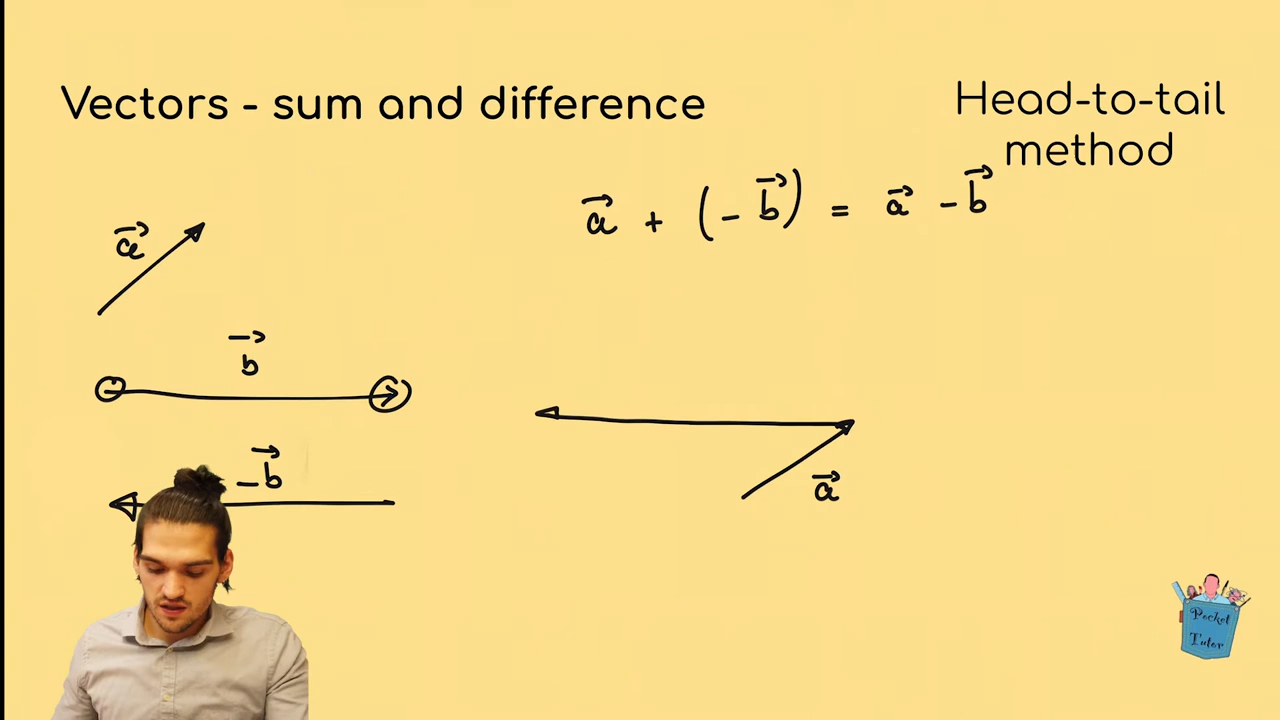 Vectors - sum and difference
Head-to-tail
method
a⃗ + (- b⃗) = a⃗ - b⃗
a⃗
b⃗
-b⃗
a⃗
Pocket
Tutor